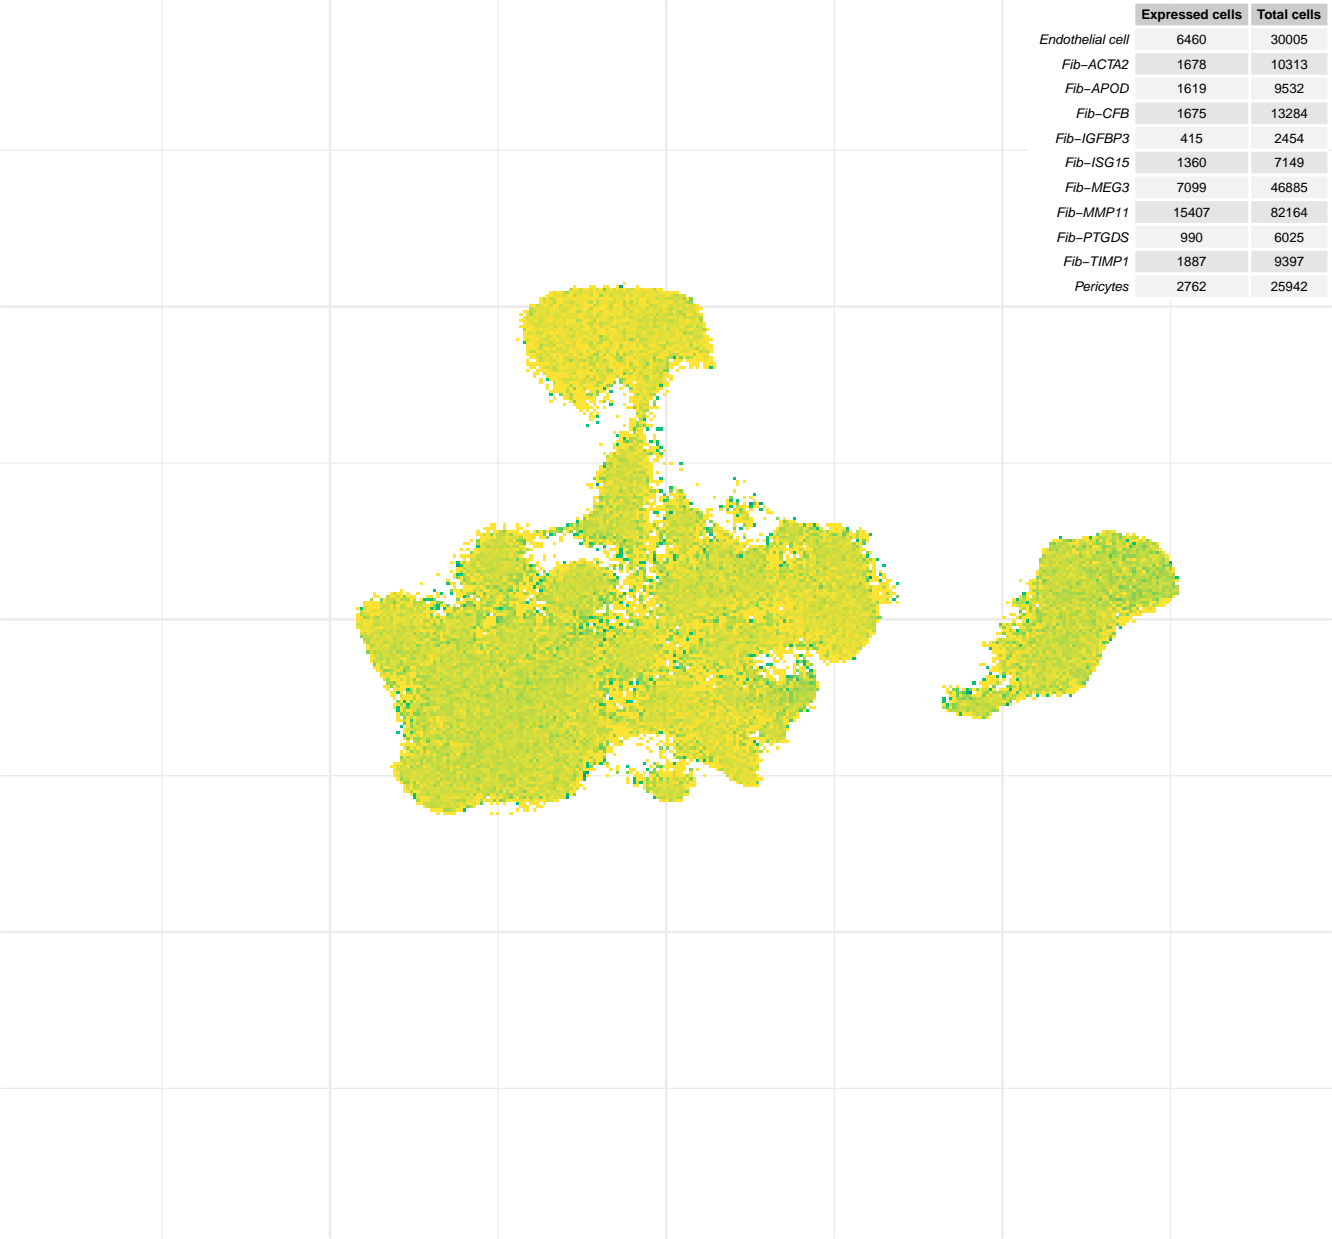 Expressed cells Total cells
Endothelial cell 6460 30005
Fib−ACTA2 1678 10313
Fib−APOD 1619 9532
Fib−CFB 1675 13284
Fib−IGFBP3 415 2454
Fib−ISG15 1360 7149
Fib−MEG3 7099 46885
Fib−MMP11 15407 82164
Fib−PTGDS 990 6025
Fib−TIMP1 1887 9397
Pericytes 2762 25942